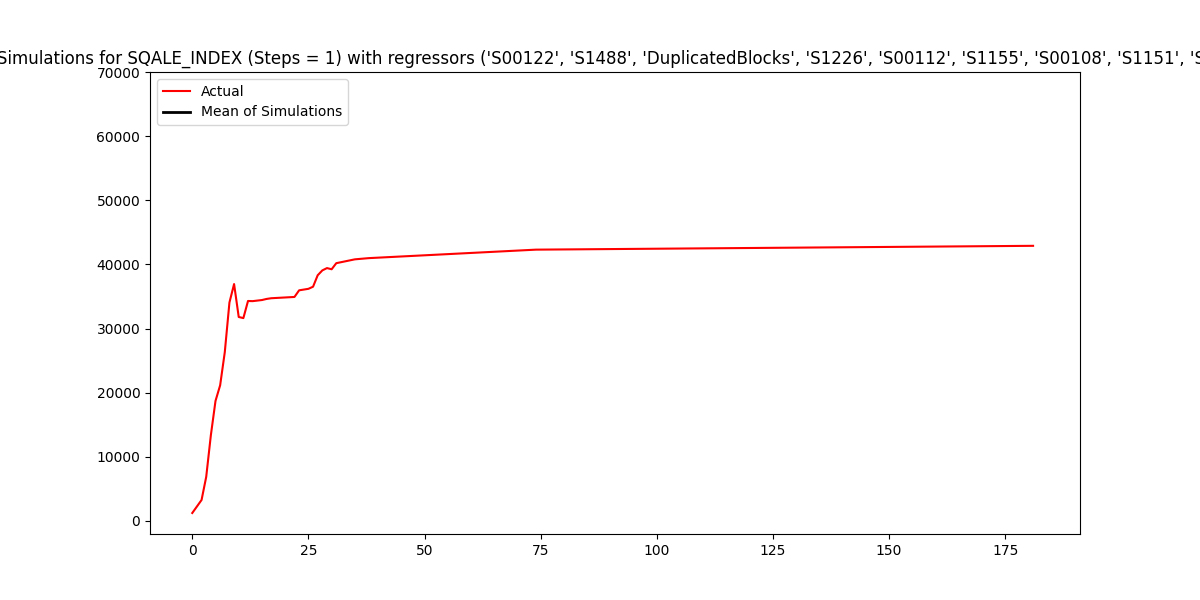 Simulations for SQALE_INDEX (Steps = 1) with regressors ('S00122', 'S1488', 'DuplicatedBlocks', 'S1226', 'S00112', 'S1155', 'S00108', 'S1151', 'S
70000
60000
50000
40000
30000
20000
10000
0
Actual
Mean of Simulations
0 25 50 75 100 125 150 175